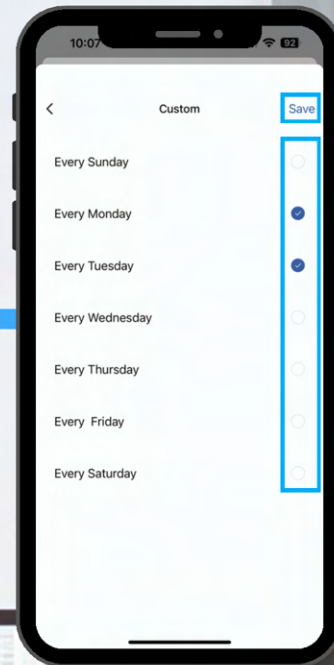 10:07
92
Custom
Save
Every Sunday
Every Monday
Every Tuesday
Every Wednesday
Every Thursday
Every Friday
Every Saturday